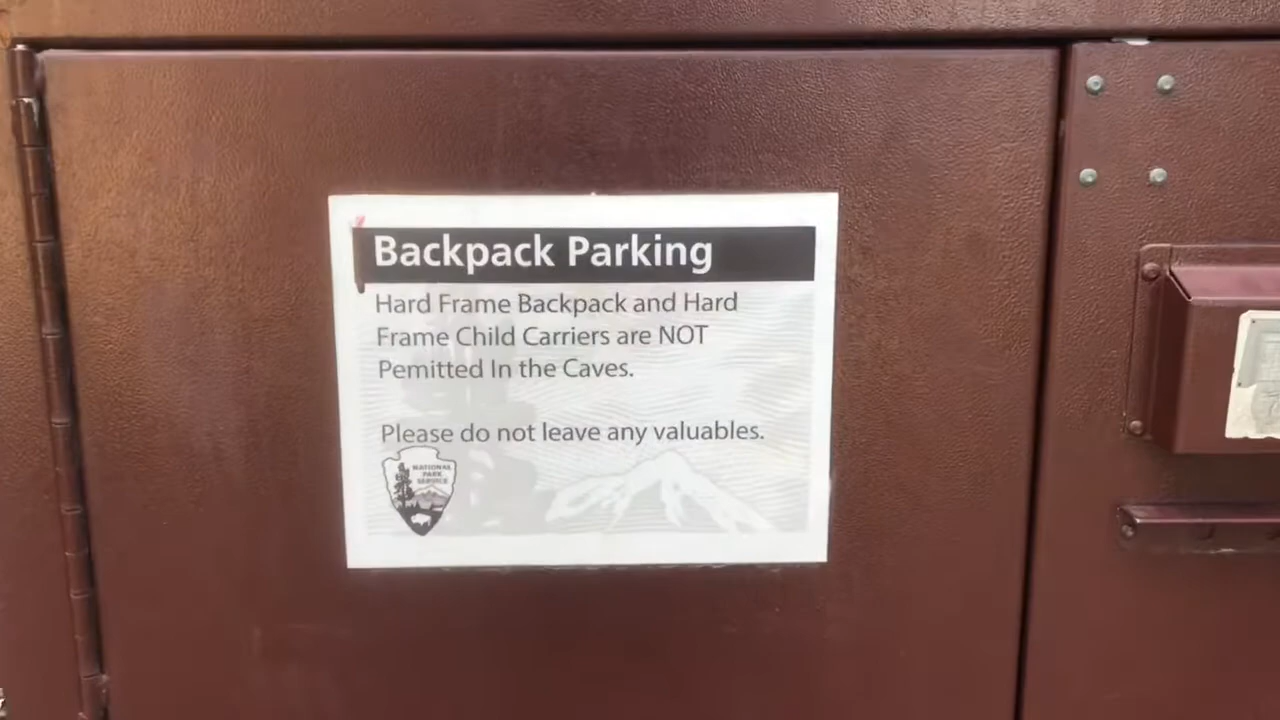 Backpack Parking
Hard Frame Backpack and Hard
Frame Child Carriers are NOT
Pemitted In the Caves.
Please do not leave any valuables.
NATIONAL
PARK
SERVICE